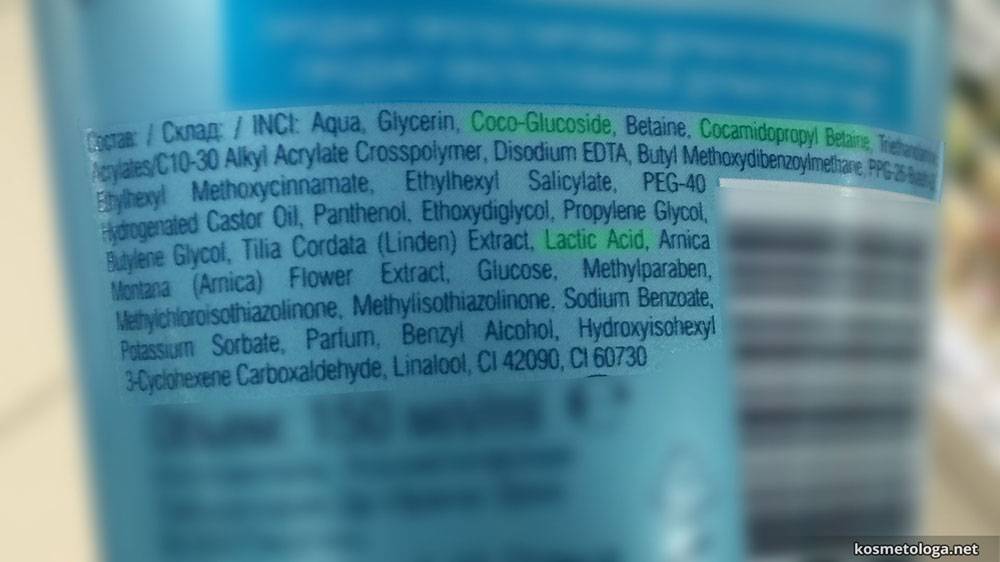 Состав: / Склад: / INCI: Aqua, Glycerin, Coco-Glucoside, Betaine, Cocamidopropyl Betaine,
Acrylates/C10-30 Alkyl Acrylate Crosspolymer, Disodium EDTA, Butyl Methoxydibenzoylmethane,
Ethylhexyl Methoxycinnamate, Ethylhexyl Salicylate, PEG-40
Hydrogenated Castor Oil, Panthenol, Ethoxydiglycol, Propylene Glycol,
Butylene Glycol, Tilia Cordata (Linden) Extract, Lactic Acid, Arnica
Montana (Arnica) Flower Extract, Glucose, Methylparaben,
Methylchloroisothiazolinone, Methylisothiazolinone, Sodium Benzoate,
Potassium Sorbate, Parfum, Benzyl Alcohol, Hydroxyisohexyl
3-Cyclohexene Carboxaldehyde, Linalool, CI 42090, CI 60730
kosmetologa.net